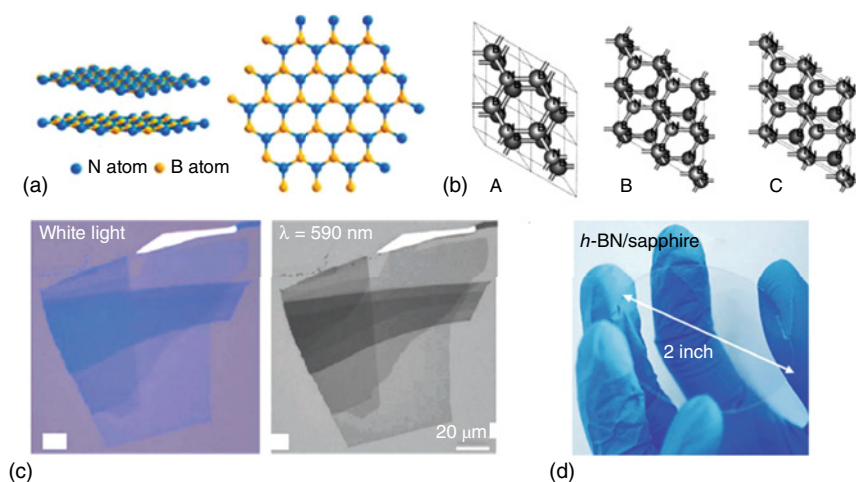 N atom B atom
(a)
(b)
A
B
C
White light
λ = 590 nm
20 μm
(c)
h-BN/sapphire
2 inch
(d)